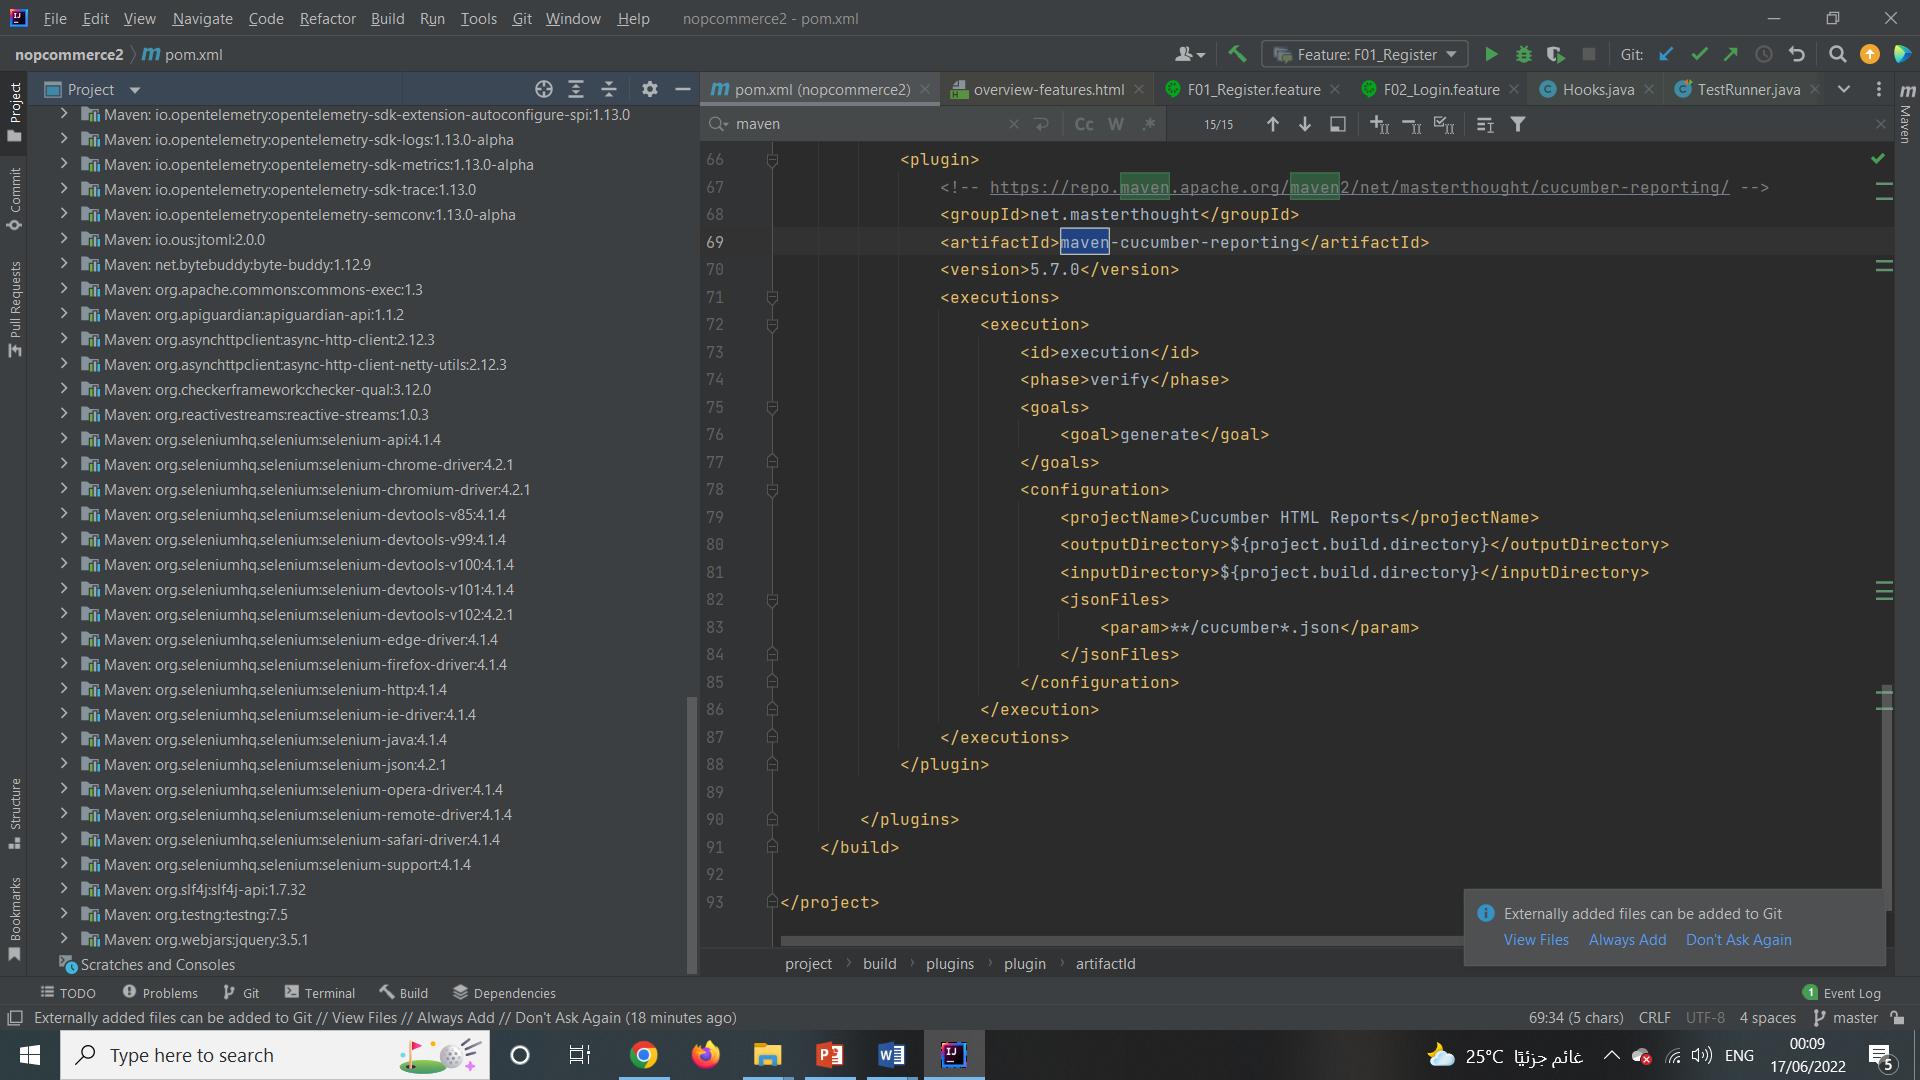 File Edit View Navigate Code Refactor Build Run Tools Git Window Help nopcommerce2 - pom.xml
nopcommerce2 pom.xml Feature: F01_Register Git:
Project pom.xml (nopcommerce2) overview-features.html F01_Register.feature F02_Login.feature Hooks.java TestRunner.java
maven Cc W .* 15/15
Project
Commit
Pull Requests
Structure
Bookmarks
Maven
Maven: io.opentelemetry:opentelemetry-sdk-extension-autoconfigure-spi:1.13.0
Maven: io.opentelemetry:opentelemetry-sdk-logs:1.13.0-alpha
Maven: io.opentelemetry:opentelemetry-sdk-metrics:1.13.0-alpha
Maven: io.opentelemetry:opentelemetry-sdk-trace:1.13.0
Maven: io.opentelemetry:opentelemetry-semconv:1.13.0-alpha
Maven: io.ous:jtoml:2.0.0
Maven: net.bytebuddy:byte-buddy:1.12.9
Maven: org.apache.commons:commons-exec:1.3
Maven: org.apiguardian:apiguardian-api:1.1.2
Maven: org.asynchttpclient:async-http-client:2.12.3
Maven: org.asynchttpclient:async-http-client-netty-utils:2.12.3
Maven: org.checkerframework:checker-qual:3.12.0
Maven: org.reactivestreams:reactive-streams:1.0.3
Maven: org.seleniumhq.selenium:selenium-api:4.1.4
Maven: org.seleniumhq.selenium:selenium-chrome-driver:4.2.1
Maven: org.seleniumhq.selenium:selenium-chromium-driver:4.2.1
Maven: org.seleniumhq.selenium:selenium-devtools-v85:4.1.4
Maven: org.seleniumhq.selenium:selenium-devtools-v99:4.1.4
Maven: org.seleniumhq.selenium:selenium-devtools-v100:4.1.4
Maven: org.seleniumhq.selenium:selenium-devtools-v101:4.1.4
Maven: org.seleniumhq.selenium:selenium-devtools-v102:4.2.1
Maven: org.seleniumhq.selenium:selenium-edge-driver:4.1.4
Maven: org.seleniumhq.selenium:selenium-firefox-driver:4.1.4
Maven: org.seleniumhq.selenium:selenium-http:4.1.4
Maven: org.seleniumhq.selenium:selenium-ie-driver:4.1.4
Maven: org.seleniumhq.selenium:selenium-java:4.1.4
Maven: org.seleniumhq.selenium:selenium-json:4.2.1
Maven: org.seleniumhq.selenium:selenium-opera-driver:4.1.4
Maven: org.seleniumhq.selenium:selenium-remote-driver:4.1.4
Maven: org.seleniumhq.selenium:selenium-safari-driver:4.1.4
Maven: org.seleniumhq.selenium:selenium-support:4.1.4
Maven: org.slf4j:slf4j-api:1.7.32
Maven: org.testng:testng:7.5
Maven: org.webjars:jquery:3.5.1
Scratches and Consoles
66 <plugin>
67 <!-- https://repo.maven.apache.org/maven2/net/masterthought/cucumber-reporting/ -->
68 <groupId>net.masterthought</groupId>
69 <artifactId>maven-cucumber-reporting</artifactId>
70 <version>5.7.0</version>
71 <executions>
72 <execution>
73 <id>execution</id>
74 <phase>verify</phase>
75 <goals>
76 <goal>generate</goal>
77 </goals>
78 <configuration>
79 <projectName>Cucumber HTML Reports</projectName>
80 <outputDirectory>${project.build.directory}</outputDirectory>
81 <inputDirectory>${project.build.directory}</inputDirectory>
82 <jsonFiles>
83 <param>**/cucumber*.json</param>
84 </jsonFiles>
85 </configuration>
86 </execution>
87 </executions>
88 </plugin>
89
90 </plugins>
91 </build>
92
93 </project>
Externally added files can be added to Git
View Files Always Add Don't Ask Again
project build plugins plugin artifactId
TODO Problems Git Terminal Build Dependencies 1 Event Log
Externally added files can be added to Git // View Files // Always Add // Don't Ask Again (18 minutes ago) 69:34 (5 chars) CRLF UTF-8 4 spaces master
Type here to search 25°C غائم جزئيًا ENG 00:09
17/06/2022 5